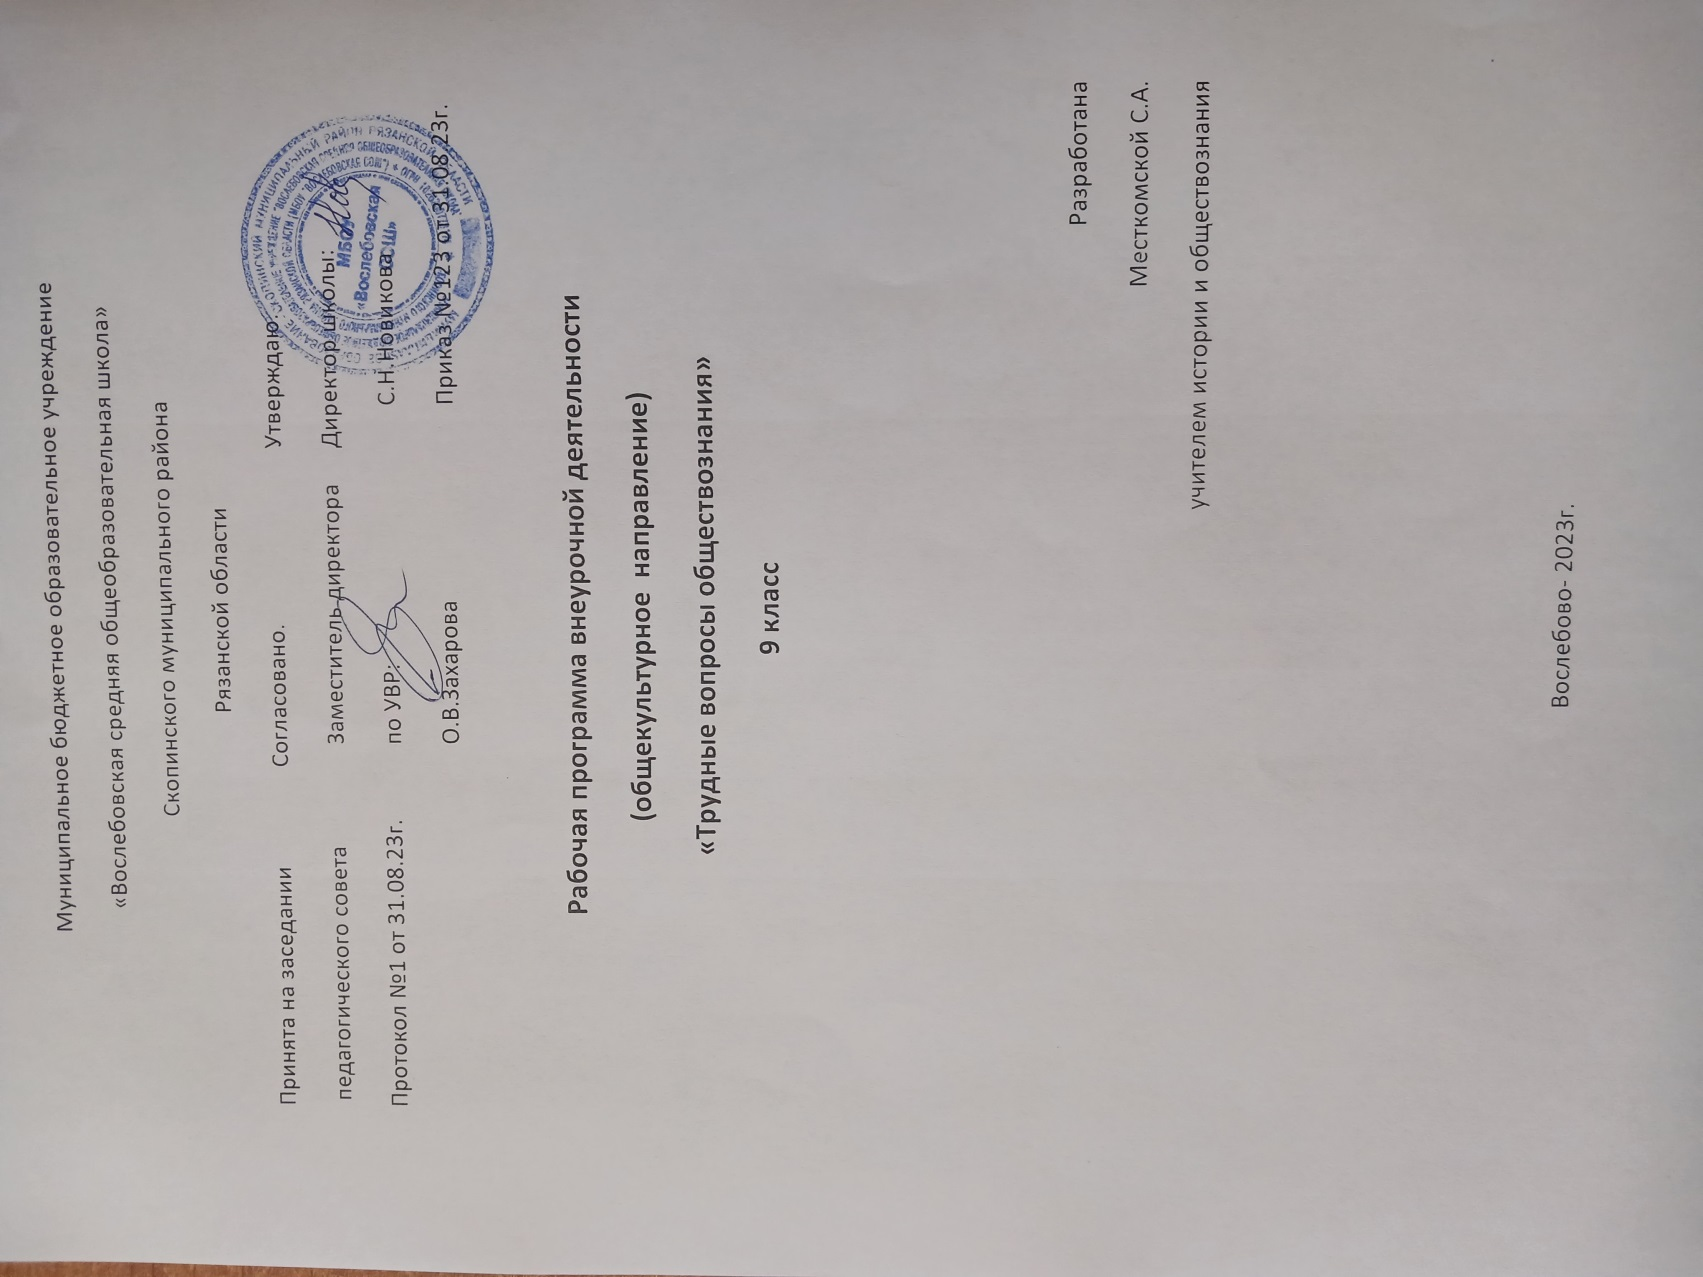 Муниципальное бюджетное образовательное учреждение
«Вослебовская средняя общеобразовательная школа»
Скопинского муниципального района
Рязанской области
Принята на заседании
педагогического совета
Протокол №1 от 31.08.23г.
Согласовано.
Заместитель директора
по УВР:
О.В.Захарова
Утверждаю.
Директор школы:
С.Н.Новикова
Приказ №123 от 31.08.23г.
МБОУ
«Вослебовская
СОШ»
Рабочая программа внеурочной деятельности
(общекультурное направление)
«Трудные вопросы обществознания»
9 класс
Разработана
Месткомской С.А.
учителем истории и обществознания
Вослебово- 2023г.